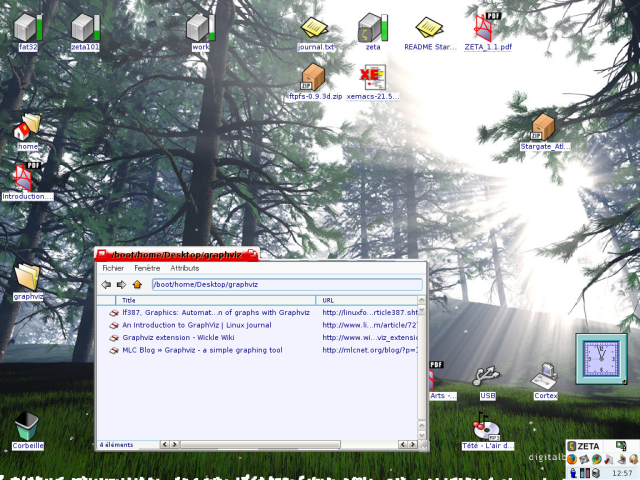 fat32
zeta101
work
journal.txt
zeta
README Star...
ZETA_1.1.pdf
ftpfs-0.9.3d.zip
xemacs-21.5...
home
Stargate_Atl...
Introduction....
graphviz
/boot/home/Desktop/graphviz
Fichier Fenêtre Attributs
/boot/home/Desktop/graphviz
Title URL
lf387, Graphics: Automat...n of graphs with Graphviz http://linuxfo...rticle387.sht
An Introduction to GraphViz | Linux Journal http://www.li...m/article/72
Graphviz extension - Wickle Wiki http://www.wi...viz_extensio
MLC Blog » Graphviz - a simple graphing tool http://mlcnet.org/blog/?p=
4 éléments
Arts -...
USB
Cortex
Corbeille
Tété - L'air d...
digitalb
ZETA
12:57